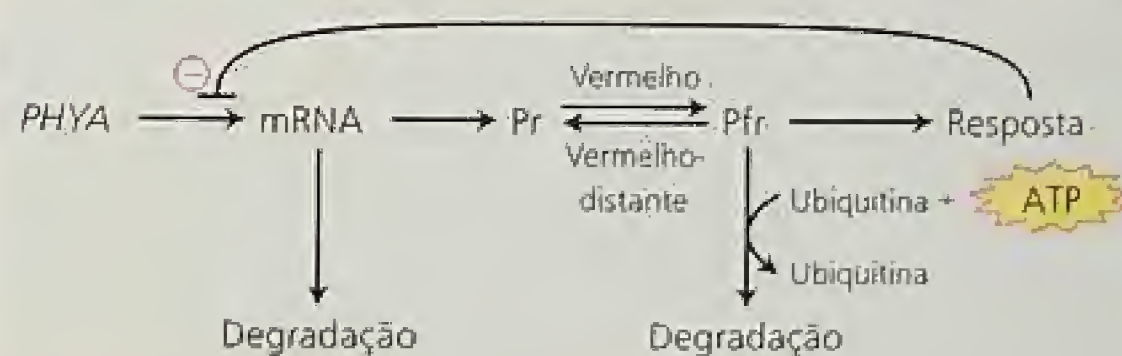 ⊖
Vermelho
PHYA mRNA Pr Pfr Resposta
Vermelho-
distante
Ubiquitina + ATP
Ubiquitina
Degradação Degradação